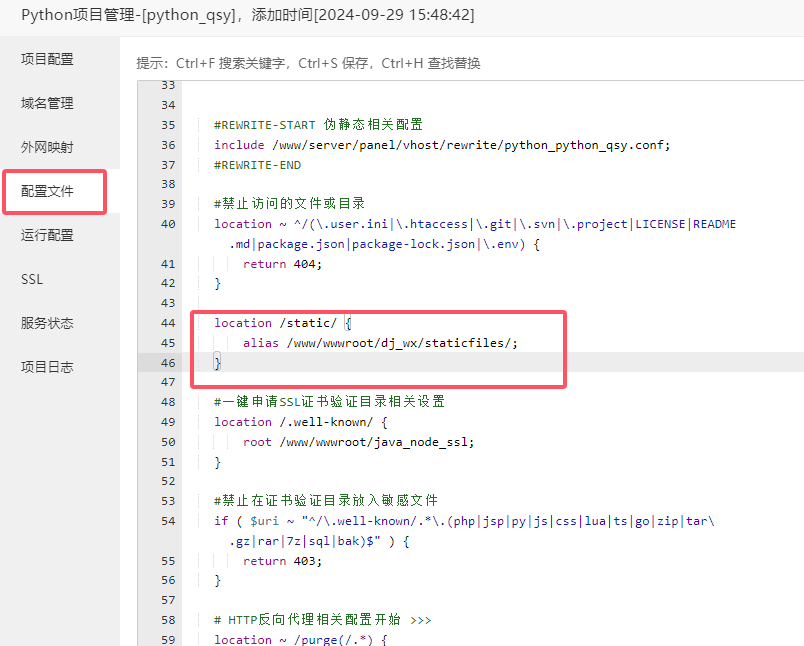 Python项目管理-[python_qsy]，添加时间[2024-09-29 15:48:42]
项目配置
域名管理
外网映射
配置文件
运行配置
SSL
服务状态
项目日志
提示：Ctrl+F 搜索关键字，Ctrl+S 保存，Ctrl+H 查找替换
33
34
35 #REWRITE-START 伪静态相关配置
36 include /www/server/panel/vhost/rewrite/python_python_qsy.conf;
37 #REWRITE-END
38
39 #禁止访问的文件或目录
40 location ~ ^/(\.user.ini|\.htaccess|\.git|\.svn|\.project|LICENSE|README
.md|package.json|package-lock.json|\.env) {
41 return 404;
42 }
43
44 location /static/ {
45 alias /www/wwwroot/dj_wx/staticfiles/;
46 }
47
48 #一键申请SSL证书验证目录相关设置
49 location /.well-known/ {
50 root /www/wwwroot/java_node_ssl;
51 }
52
53 #禁止在证书验证目录放入敏感文件
54 if ( $uri ~ "^/\.well-known/.*\.(php|jsp|py|js|css|lua|ts|go|zip|tar\
.gz|rar|7z|sql|bak)$" ) {
55 return 403;
56 }
57
58 # HTTP反向代理相关配置开始 >>>
59 location ~ /purge(/.*) {